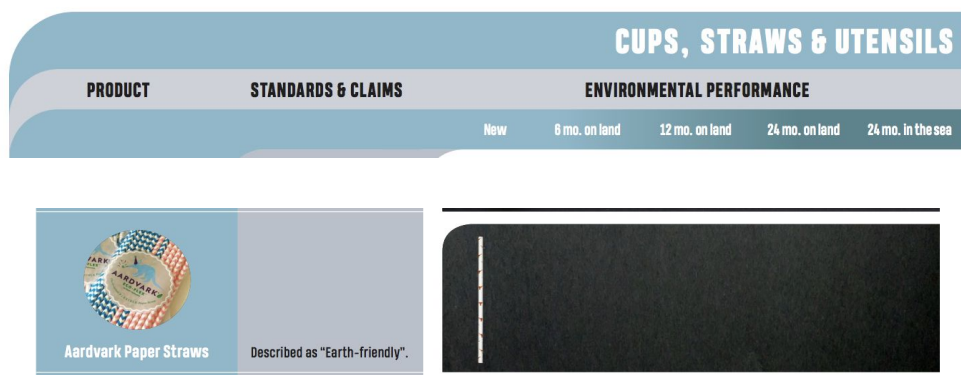 CUPS, STRAWS & UTENSILS
PRODUCT STANDARDS & CLAIMS ENVIRONMENTAL PERFORMANCE
New 6 mo. on land 12 mo. on land 24 mo. on land 24 mo. in the sea
AARDVARK
Aardvark Paper Straws Described as "Earth-friendly".